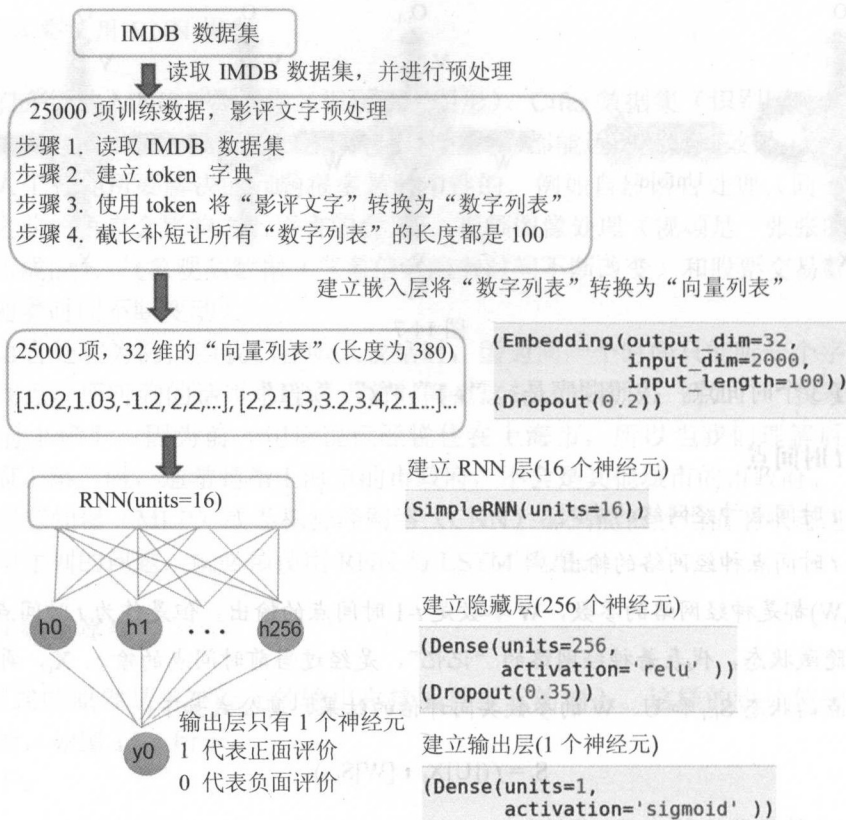 IMDB 数据集
读取 IMDB 数据集，并进行预处理
25000 项训练数据，影评文字预处理
步骤 1. 读取 IMDB 数据集
步骤 2. 建立 token 字典
步骤 3. 使用 token 将“影评文字”转换为“数字列表”
步骤 4. 截长补短让所有“数字列表”的长度都是 100
建立嵌入层将“数字列表”转换为“向量列表”
25000 项，32 维的“向量列表”(长度为 380)
[1.02,1.03,-1.2,2,2,...], [2,2.1,3,3.2,3.4,2.1...]...
(Embedding(output_dim=32,
input_dim=2000,
input_length=100))
(Dropout(0.2))
建立 RNN 层(16 个神经元)
RNN(units=16)
(SimpleRNN(units=16))
建立隐藏层(256 个神经元)
h0 h1 ... h256
(Dense(units=256,
activation='relu' ))
(Dropout(0.35))
输出层只有 1 个神经元
y0
1 代表正面评价
0 代表负面评价
建立输出层(1 个神经元)
(Dense(units=1,
activation='sigmoid' ))